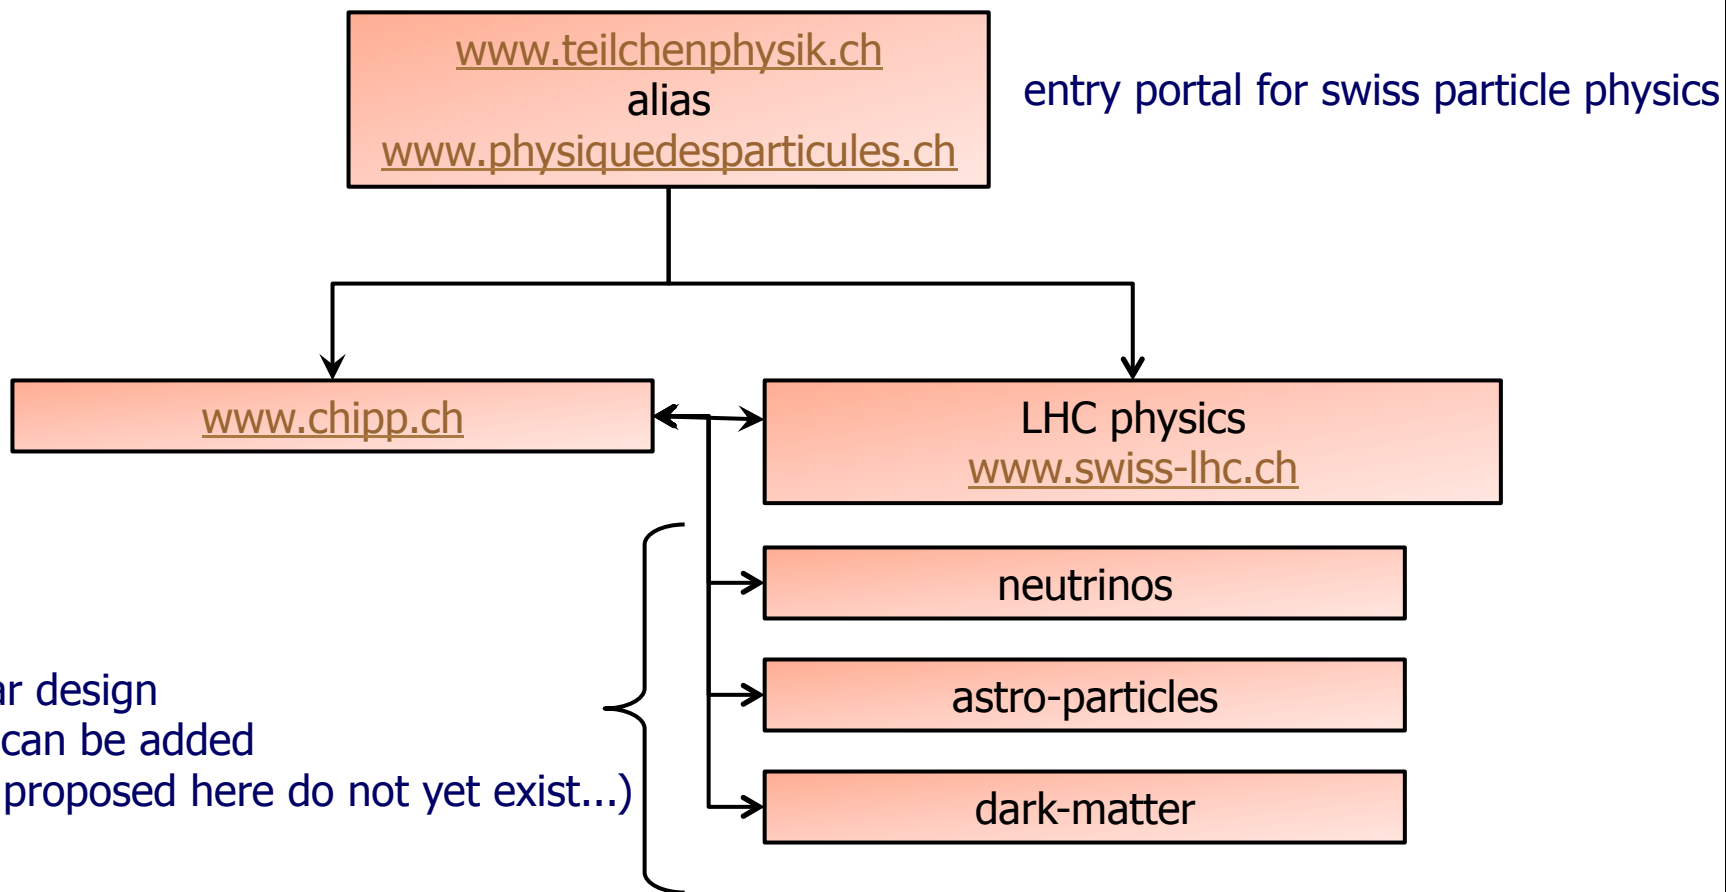 www.teilchenphysik.ch
alias
www.physiquedesparticules.ch
entry portal for swiss particle physics
www.chipp.ch
LHC physics
www.swiss-lhc.ch
neutrinos
astro-particles
dark-matter
design
can be added
proposed here do not yet exist...)